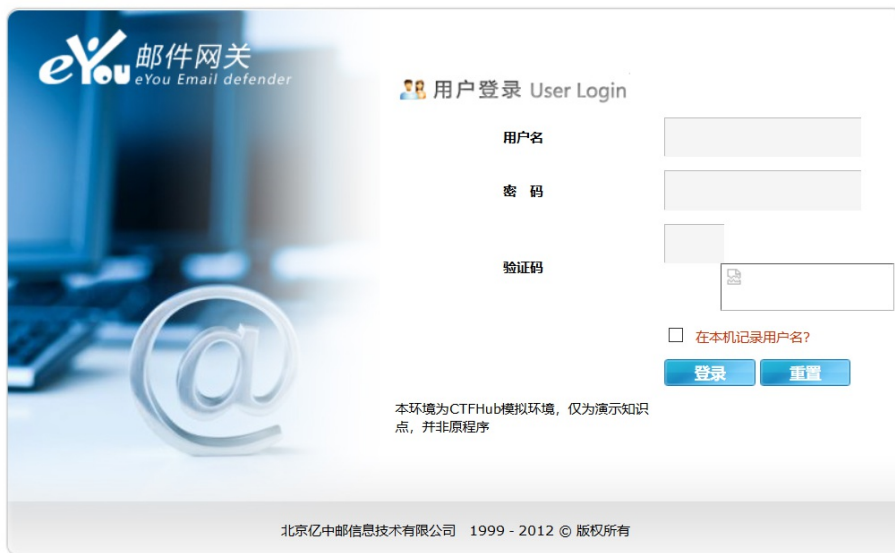 eYou 邮件网关
eYou Email defender
用户登录 User Login
用户名
密 码
验证码
在本机记录用户名?
登录 重置
本环境为CTFHub模拟环境，仅为演示知识
点，并非原程序
北京亿中邮信息技术有限公司 1999 - 2012 © 版权所有